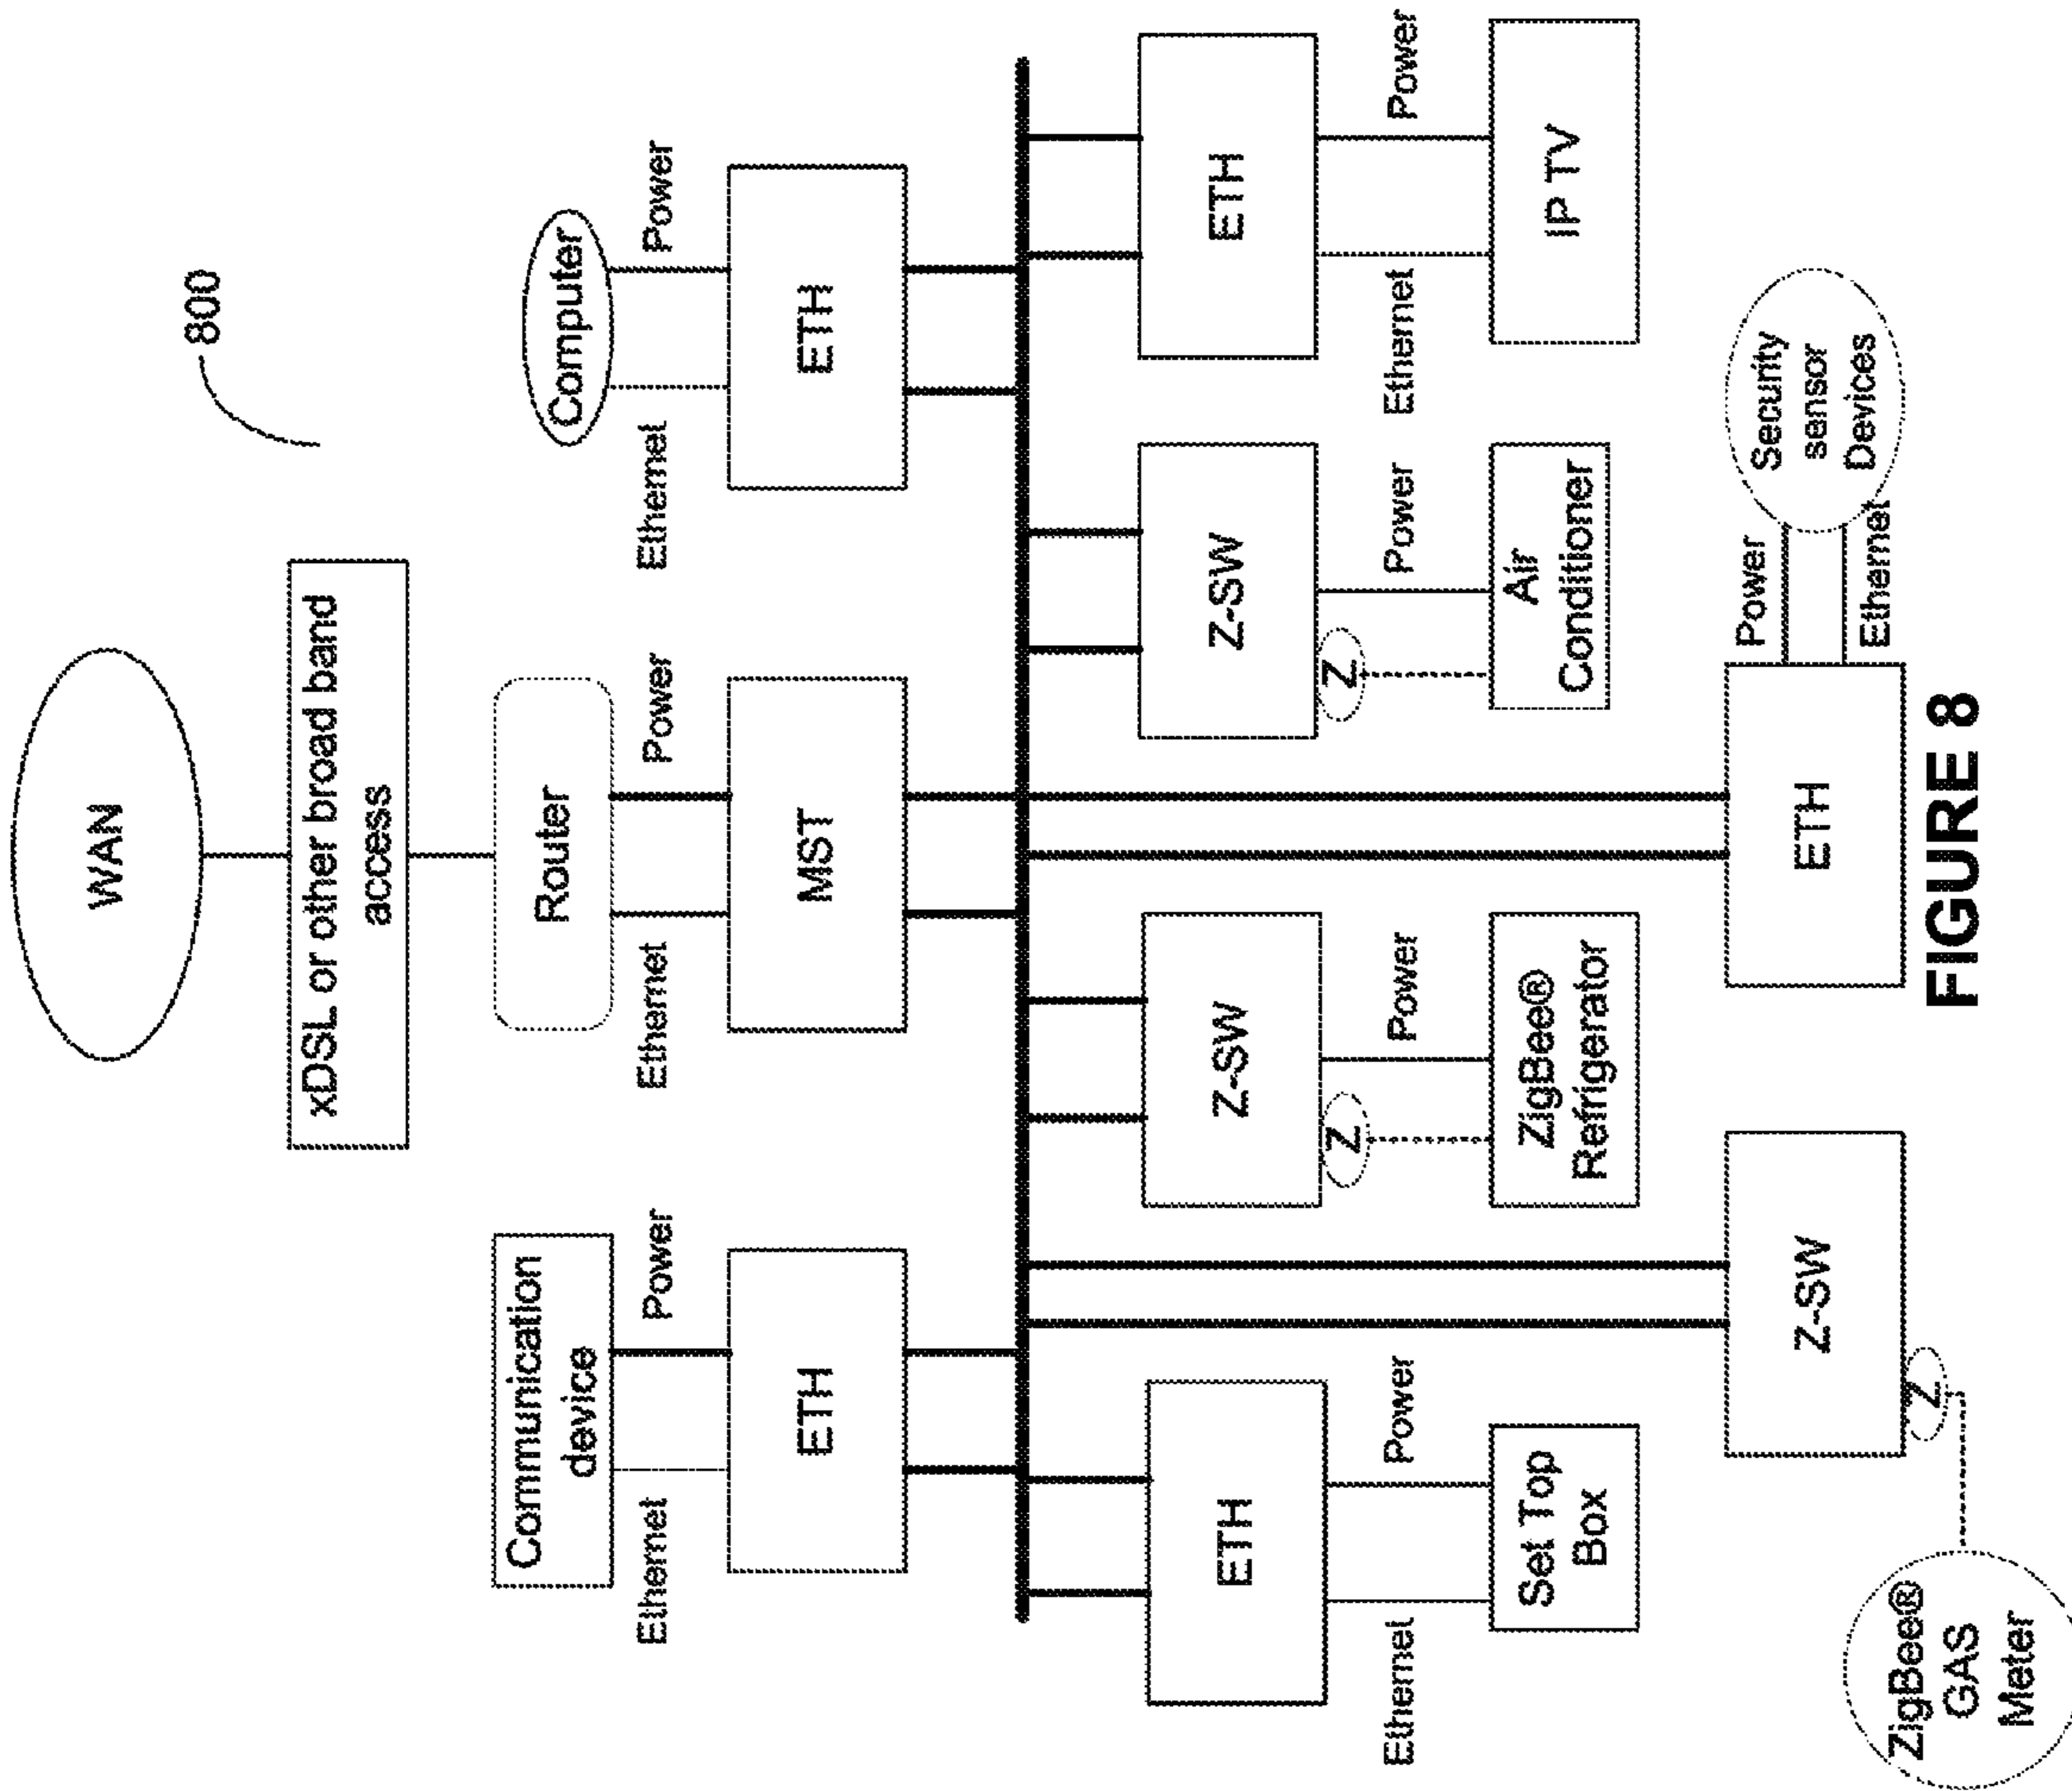 800
WAN
xDSL or other broad band
access
Communication
device
Router
Computer
Ethernet
Power
Ethernet
Power
Ethernet
Power
ETH
MST
ETH
ETH
Z-SW
Z-SW
ETH
Z
Z
Ethernet
Power
Power
Power
Ethernet
Power
Set Top
Box
ZigBee®
Refrigerator
Air
Conditioner
IP TV
Z-SW
ETH
Power
Ethernet
Security
sensor
Devices
Z
ZigBee®
GAS
Meter
FIGURE 8